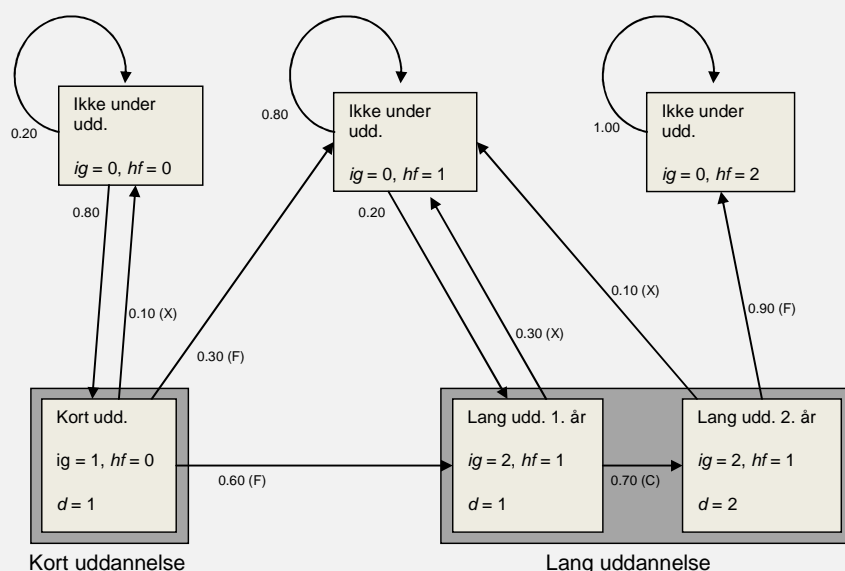 Ikke under
udd.
ig = 0, hf = 0
Ikke under
udd.
ig = 0, hf = 1
Ikke under
udd.
ig = 0, hf = 2
0.20
0.80
1.00
0.80
0.20
0.10 (X)
0.30 (F)
0.30 (X)
0.10 (X)
0.90 (F)
Kort udd.
ig = 1, hf = 0
d = 1
0.60 (F)
Lang udd. 1. år
ig = 2, hf = 1
d = 1
0.70 (C)
Lang udd. 2. år
ig = 2, hf = 1
d = 2
Kort uddannelse
Lang uddannelse